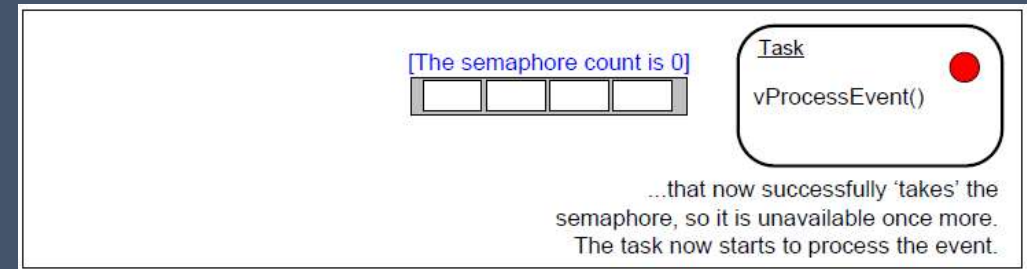 [The semaphore count is 0]
Task
vProcessEvent()
...that now successfully ‘takes’ the
semaphore, so it is unavailable once more.
The task now starts to process the event.